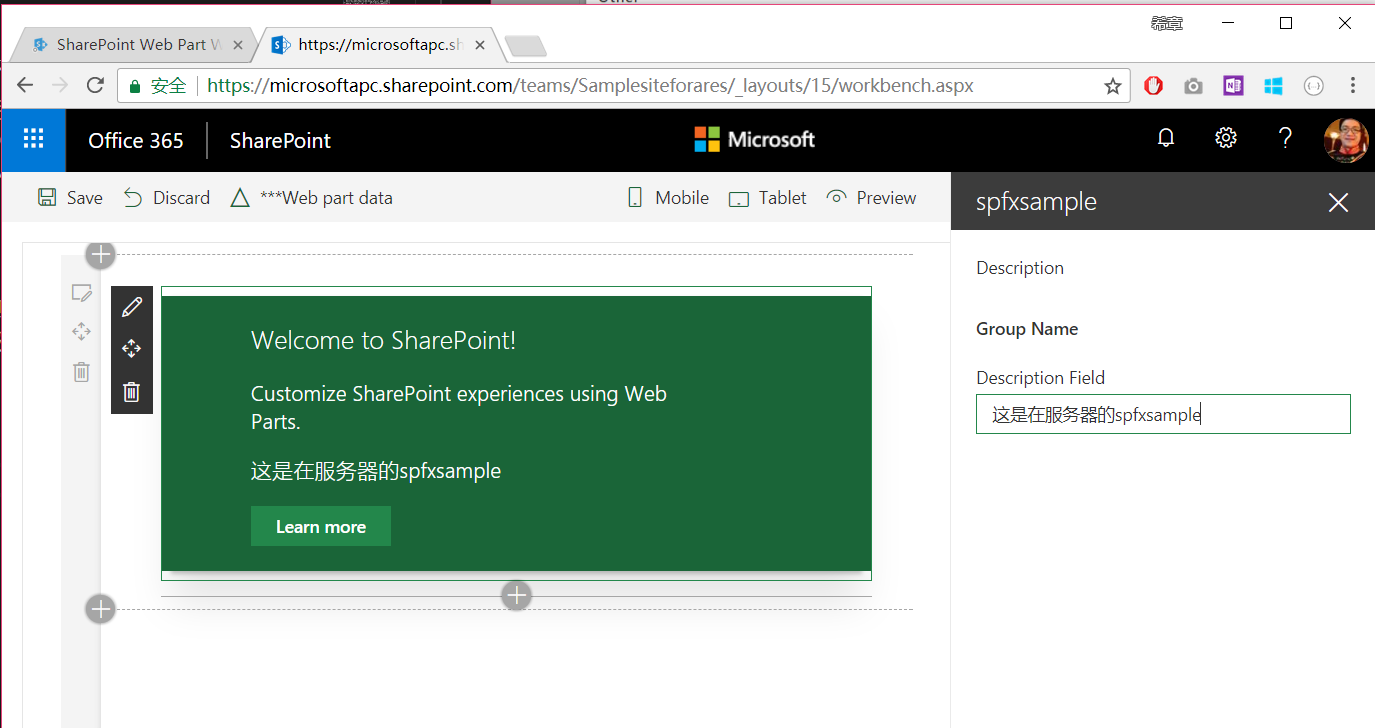 Other
希章
SharePoint Web Part W
https://microsoftapc.sh
安全
https://microsoftapc.sharepoint.com/teams/Samplesiteforares/_layouts/15/workbench.aspx
Office 365
SharePoint
Microsoft
Save
Discard
***Web part data
Mobile
Tablet
Preview
spfxsample
Description
Group Name
Description Field
这是在服务器的spfxsample
Welcome to SharePoint!
Customize SharePoint experiences using Web
Parts.
这是在服务器的spfxsample
Learn more